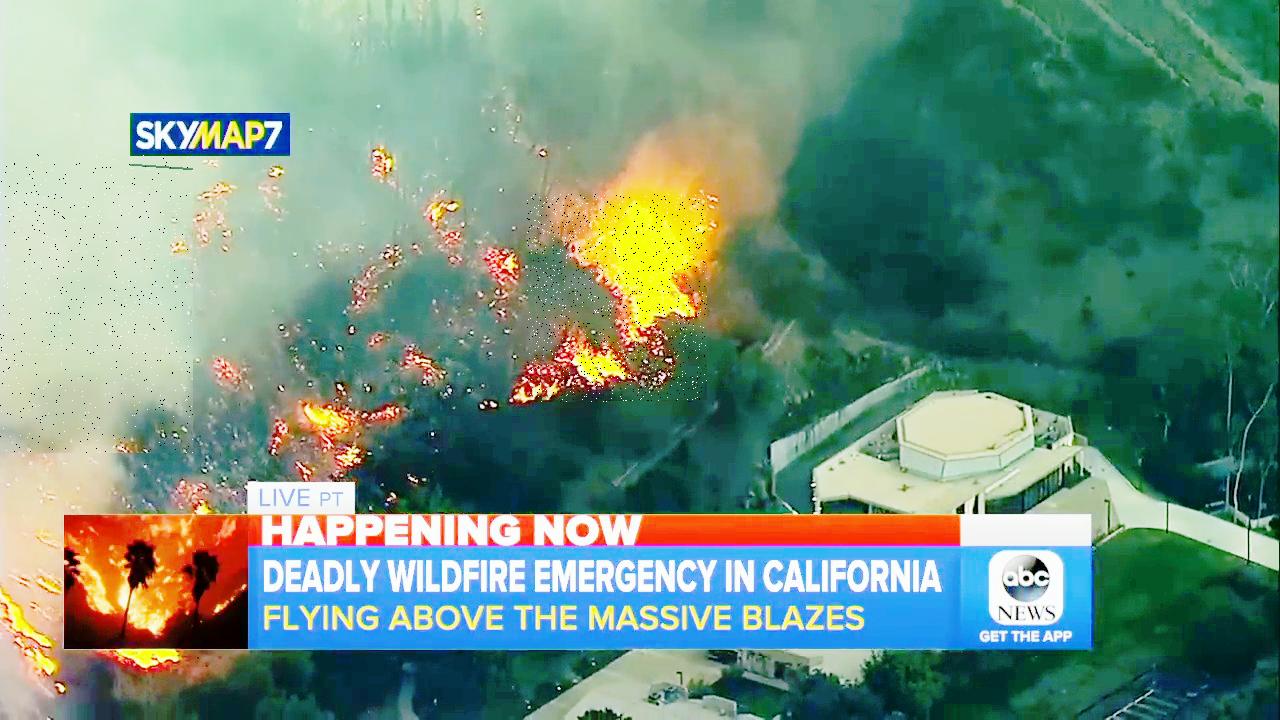 SKYMAP7
LIVE PT
HAPPENING NOW
DEADLY WILDFIRE EMERGENCY IN CALIFORNIA
FLYING ABOVE THE MASSIVE BLAZES
abc
NEWS
GET THE APP